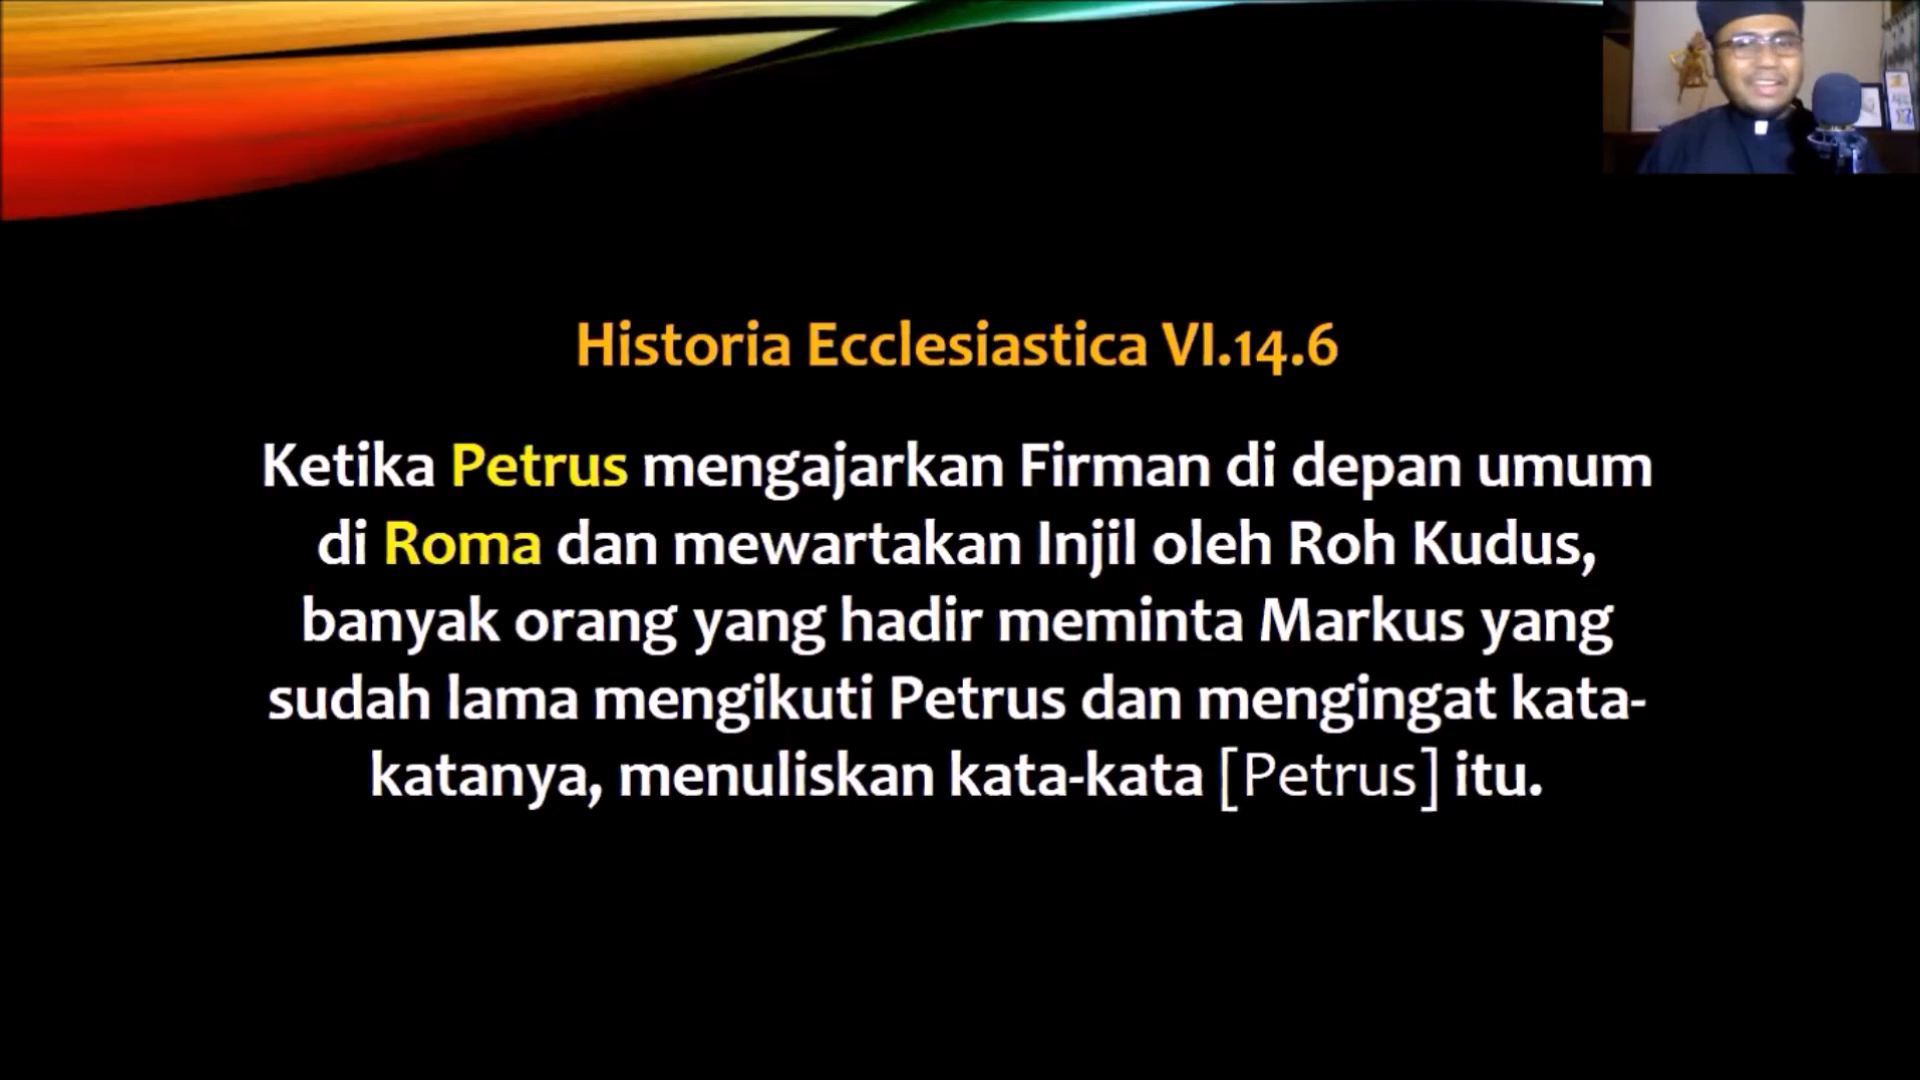 Historia Ecclesiastica VI.14.6
Ketika Petrus mengajarkan Firman di depan umum
di Roma dan mewartakan Injil oleh Roh Kudus,
banyak orang yang hadir meminta Markus yang
sudah lama mengikuti Petrus dan mengingat kata-
katanya, menuliskan kata-kata [Petrus] itu.